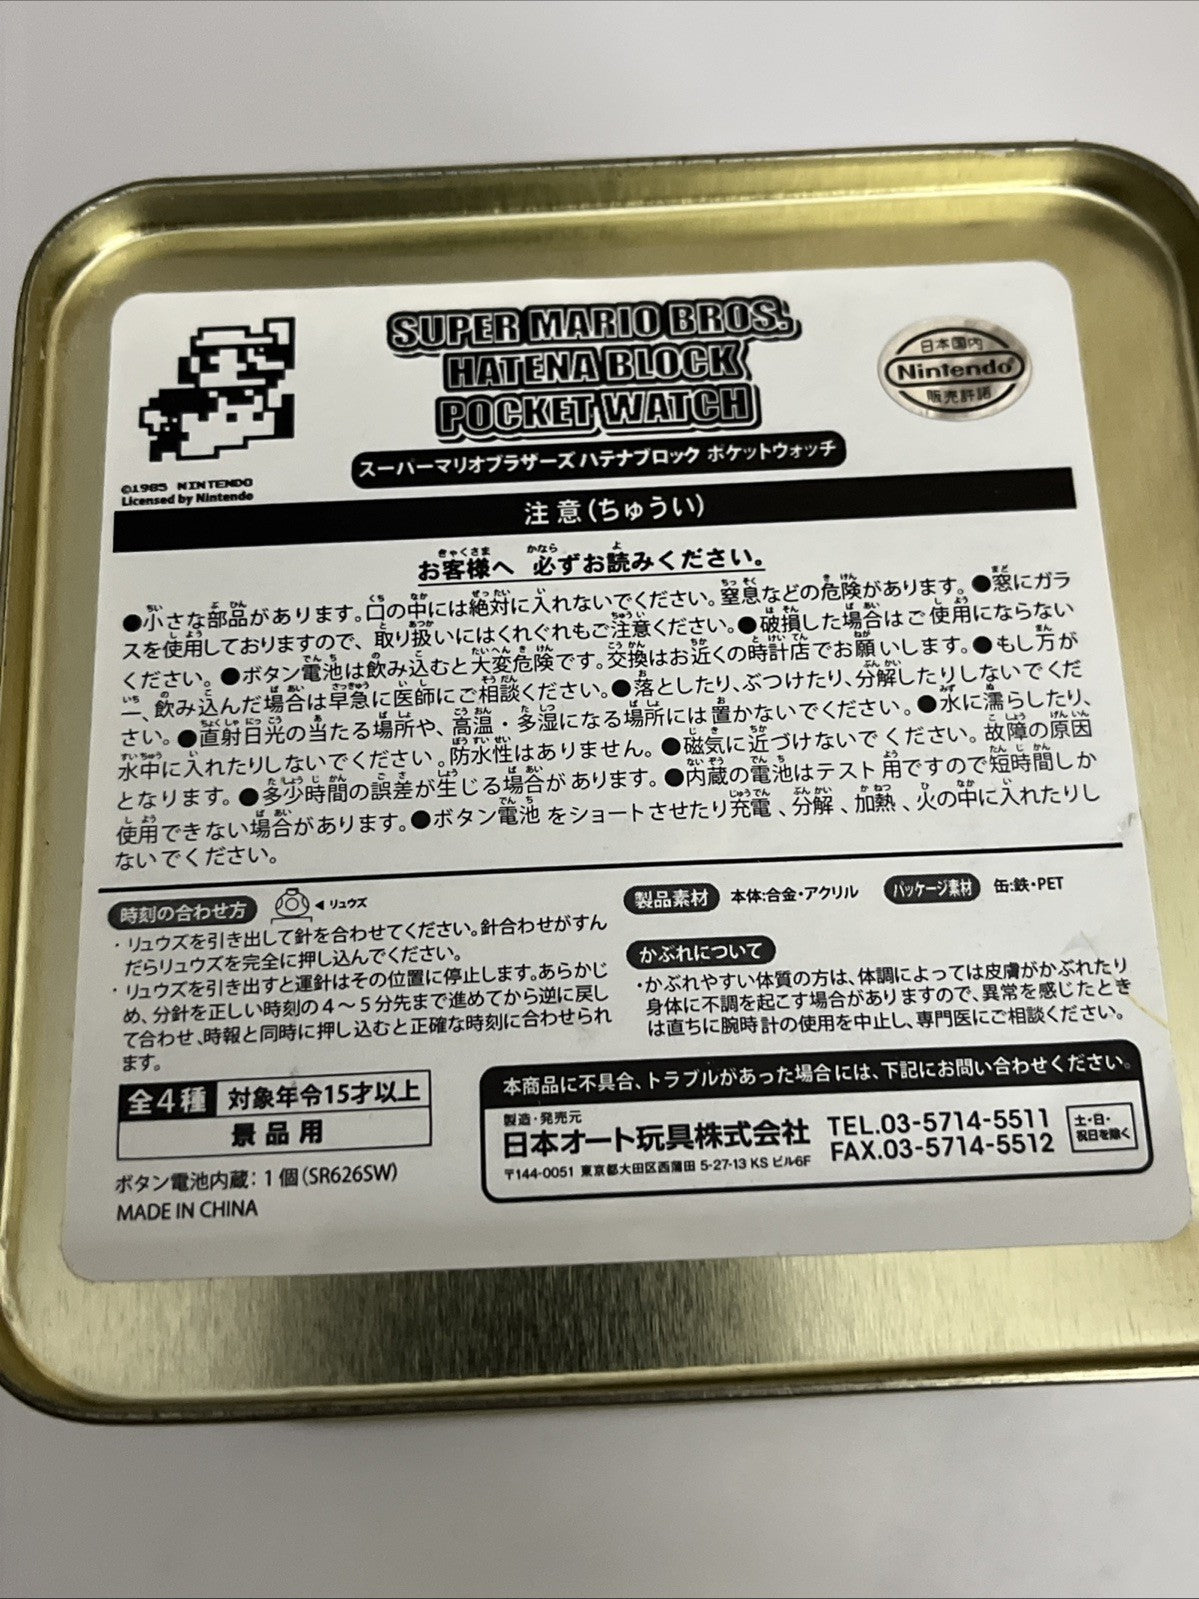 SUPER MARIO BROS.
HATENA BLOCK
POCKET WATCH
スーパーマリオブラザーズ ハテナブロック ポケットウォッチ
©1985 NINTENDO
Licensed by Nintendo
日本国内
Nintendo
販売許諾
注意(ちゅうい)
お客様へ 必ずお読みください。
●小さな部品があります。口の中には絶対に入れないでください。窒息などの危険があります。●窓にガラ
スを使用しておりますので、取り扱いにはくれぐれもご注意ください。●破損した場合はご使用にならない
ください。●ボタン電池は飲み込むと大変危険です。交換はお近くの時計店でお願いします。●もし万が
一、飲み込んだ場合は早急に医師にご相談ください。●落としたり、ぶつけたり、分解したりしないでくだ
さい。●直射日光の当たる場所や、高温・多湿になる場所には置かないでください。●水に濡らしたり、
水中に入れたりしないでください。防水性はありません。●磁気に近づけないでください。故障の原因
となります。●多少時間の誤差が生じる場合があります。●内蔵の電池はテスト用ですので短時間しか
使用できない場合があります。●ボタン電池をショートさせたり充電、分解、加熱、火の中に入れたりし
ないでください。
時刻の合わせ方 ◀リュウズ
・リュウズを引き出して針を合わせてください。針合わせがすん
だらリュウズを完全に押し込んでください。
・リュウズを引き出すと運針はその位置に停止します。あらかじ
め、分針を正しい時刻の4〜5分先まで進めてから逆に戻し
て合わせ、時報と同時に押し込むと正確な時刻に合わせられ
ます。
製品素材 本体:合金・アクリル パッケージ素材 缶:鉄・PET
かぶれについて
・かぶれやすい体質の方は、体調によっては皮膚がかぶれたり
身体に不調を起こす場合がありますので、異常を感じたとき
は直ちに腕時計の使用を中止し、専門医にご相談ください。
全4種 対象年令15才以上
景品用
ボタン電池内蔵:1個(SR626SW)
MADE IN CHINA
本商品に不具合、トラブルがあった場合には、下記にお問い合わせください。
製造・発売元
日本オート玩具株式会社
〒144-0051 東京都大田区西蒲田 5-27-13 KS ビル6F
TEL.03-5714-5511
FAX.03-5714-5512
土・日・
祝日を除く